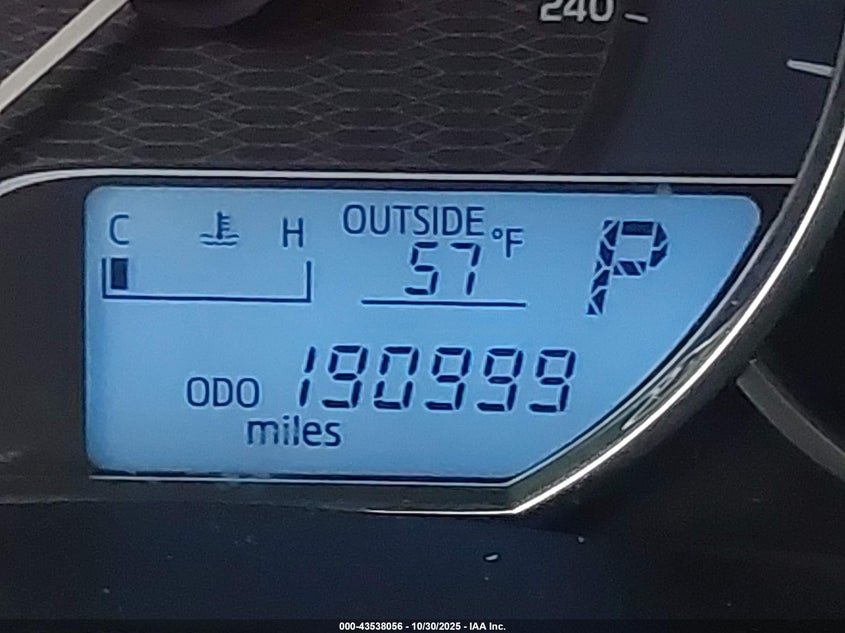 240
C H OUTSIDE
57 °F P
ODO 190999
miles
000-43538056 - 10/30/2025 - IAA Inc.